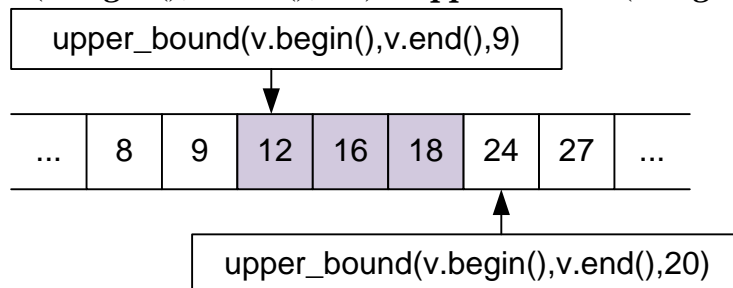 upper_bound(v.begin(),v.end(),9)
... 8 9 12 16 18 24 27 ...
upper_bound(v.begin(),v.end(),20)